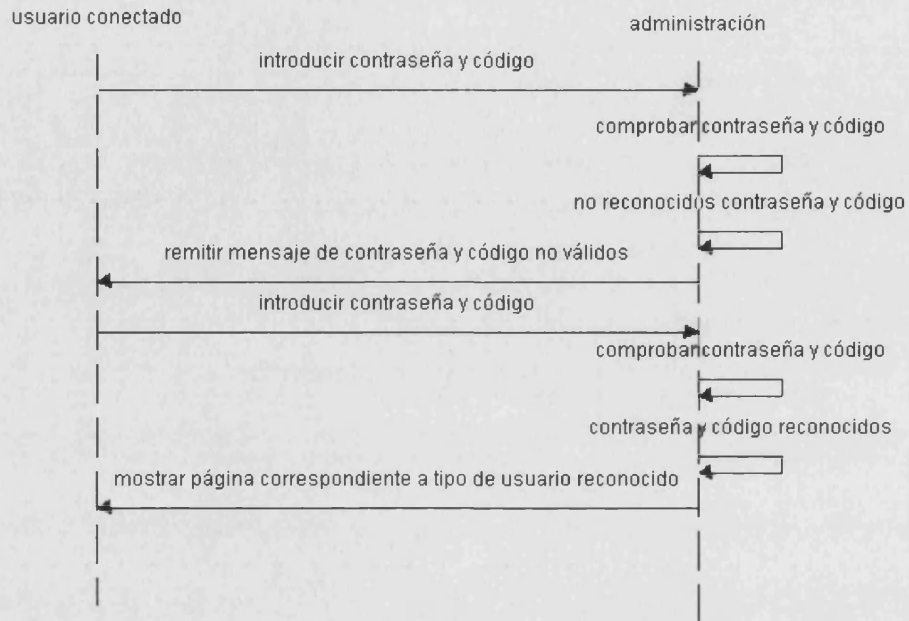 usuario conectado
administración
introducir contraseña y código
comprobar contraseña y código
no reconocidos contraseña y código
remitir mensaje de contraseña y código no válidos
introducir contraseña y código
comprobar contraseña y código
contraseña y código reconocidos
mostrar página correspondiente a tipo de usuario reconocido